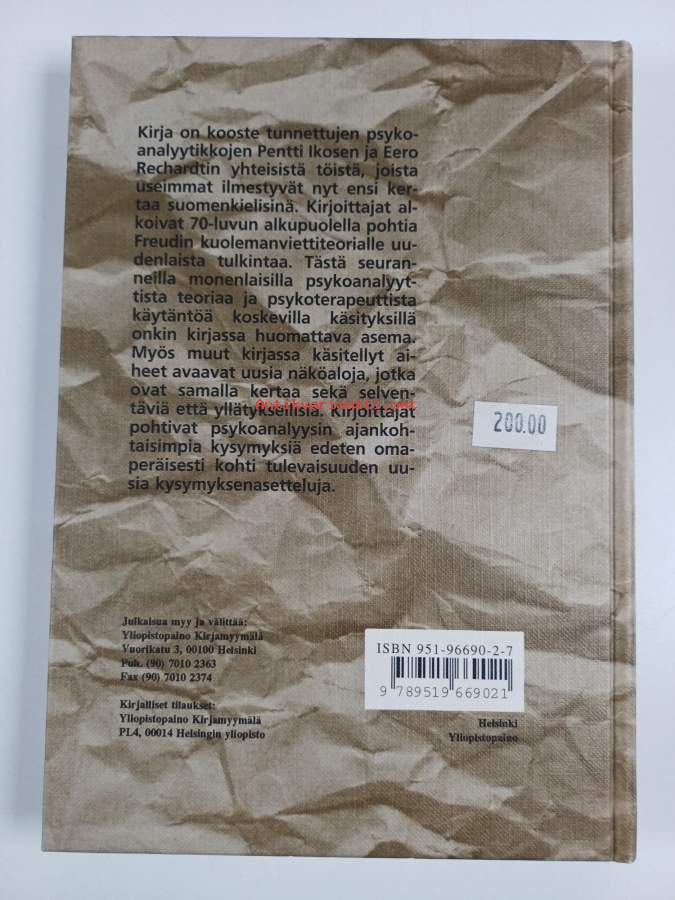 Kirja on kooste tunnettujen psyko-
analyytikkojen Pentti Ikosen ja Eero
Rechardtin yhteisistä töistä, joista
useimmat ilmestyvät nyt ensi ker-
taa suomenkielisinä. Kirjoittajat al-
koivat 70-luvun alkupuolella pohtia
Freudin kuolemanviettiteorialle uu-
denlaista tulkintaa. Tästä seuran-
neilla monenlaisilla psykoanalyyt-
tista teoriaa ja psykoterapeuttista
käytäntöä koskevilla käsityksillä
onkin kirjassa huomattava asema.
Myös muut kirjassa käsitellyt ai-
heet avaavat uusia näköaloja, jotka
ovat samalla kertaa sekä selven-
täviä että yllätyksellisiä. Kirjoittajat
pohtivat psykoanalyysin ajankoh-
taisimpia kysymyksiä edeten oma-
peräisesti kohti tulevaisuuden uu-
sia kysymyksenasetteluja.
200.00
Julkaisua myy ja välittää:
Yliopistopaino Kirjamyymälä
Vuorikatu 3, 00100 Helsinki
Puh. (90) 7010 2363
Fax (90) 7010 2374
Kirjalliset tilaukset:
Yliopistopaino Kirjamyymälä
PL4, 00014 Helsingin yliopisto
ISBN 951-96690-2-7
9 789519 669021
Helsinki
Yliopistopaino